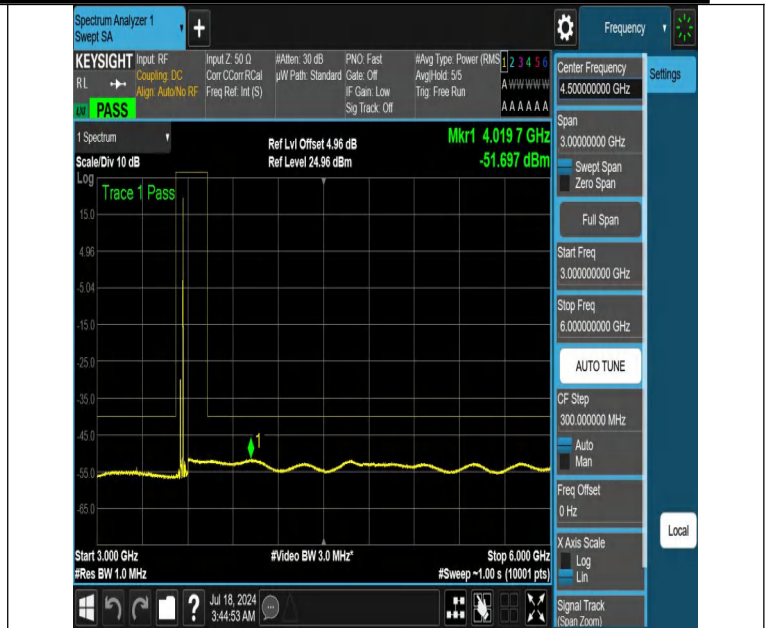 Spectrum Analyzer 1
Swept SA
+
Frequency
KEYSIGHT
RL
PASS
Input: RF
Coupling: DC
Align: Auto/No RF
Input Z: 50 Ω
Corr CCorr RCal
Freq Ref: Int (S)
#Atten: 30 dB
µW Path: Standard
PNO: Fast
Gate: Off
IF Gain: Low
Sig Track: Off
#Avg Type: Power (RMS
Avg|Hold: 5/5
Trig: Free Run
1 2 3 4 5 6
A W W W W W
A A A A A A
1 Spectrum
Scale/Div 10 dB
Ref Lvl Offset 4.96 dB
Ref Level 24.96 dBm
Mkr1 4.019 7 GHz
-51.697 dBm
Log
Trace 1 Pass
15.0
4.96
-5.04
-15.0
-25.0
-35.0
-45.0
-55.0
-65.0
1
Start 3.000 GHz
#Res BW 1.0 MHz
#Video BW 3.0 MHz*
Stop 6.000 GHz
#Sweep ~1.00 s (10001 pts)
?
Jul 18, 2024
3:44:53 AM
Center Frequency
4.500000000 GHz
Settings
Span
3.00000000 GHz
Swept Span
Zero Span
Full Span
Start Freq
3.000000000 GHz
Stop Freq
6.000000000 GHz
AUTO TUNE
CF Step
300.000000 MHz
Auto
Man
Freq Offset
0 Hz
X Axis Scale
Log
Lin
Local
Signal Track
(Span Zoom)